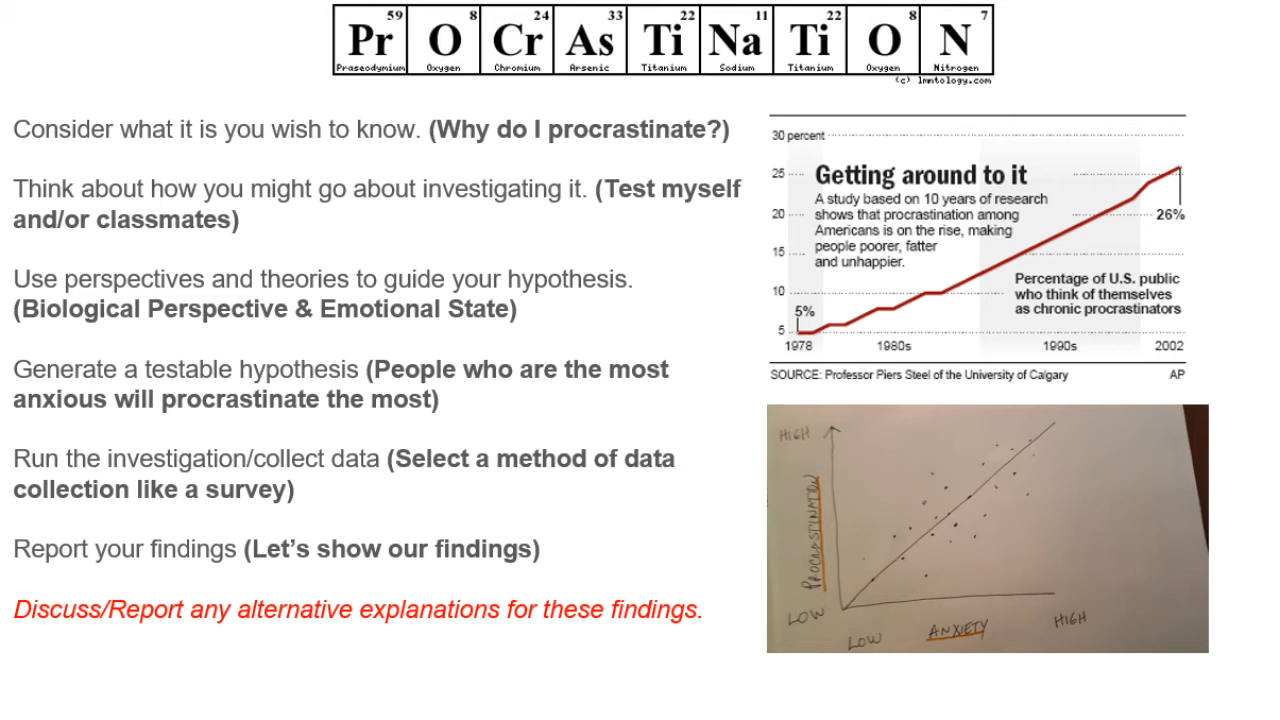 59 8 24 33 22 11 22 8 7
Pr O Cr As Ti Na Ti O N
Praseodymium Oxygen Chromium Arsenic Titanium Sodium Titanium Oxygen Nitrogen
(c) lmntology.com
Consider what it is you wish to know. (Why do I procrastinate?)
Think about how you might go about investigating it. (Test myself
and/or classmates)
Use perspectives and theories to guide your hypothesis.
(Biological Perspective & Emotional State)
Generate a testable hypothesis (People who are the most
anxious will procrastinate the most)
Run the investigation/collect data (Select a method of data
collection like a survey)
Report your findings (Let's show our findings)
Discuss/Report any alternative explanations for these findings.
30 percent
Getting around to it
25
A study based on 10 years of research
shows that procrastination among
20
26%
Americans is on the rise, making
people poorer, fatter
15
and unhappier.
Percentage of U.S. public
10
who think of themselves
as chronic procrastinators
5%
5
1978 1980s 1990s 2002
SOURCE: Professor Piers Steel of the University of Calgary AP
HIGH
PROCRASTINATION
LOW
LOW ANXIETY HIGH